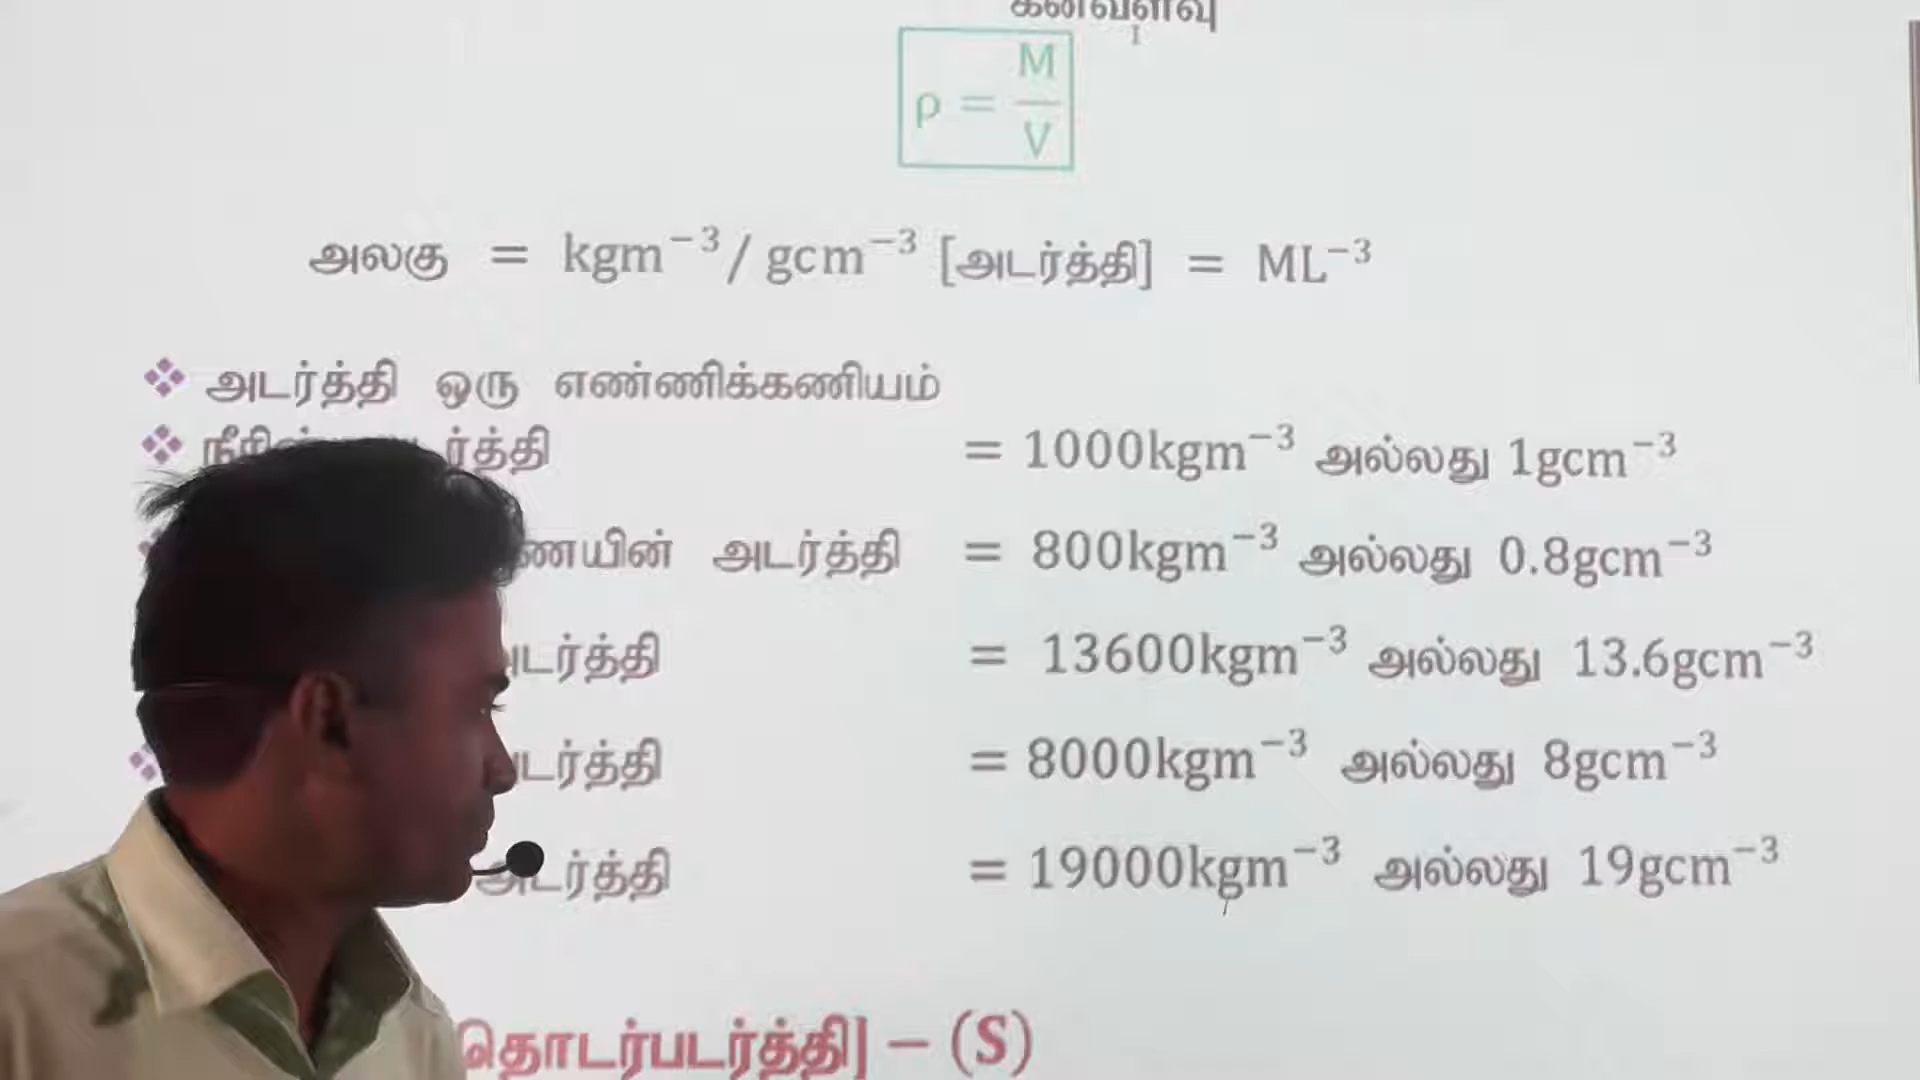 கனவளவு
ρ = M/V
அலகு = kgm⁻³/ gcm⁻³ [அடர்த்தி] = ML⁻³
❖ அடர்த்தி ஒரு எண்ணிக்கணியம்
❖ = 1000kgm⁻³ அல்லது 1gcm⁻³
அடர்த்தி = 800kgm⁻³ அல்லது 0.8gcm⁻³
= 13600kgm⁻³ அல்லது 13.6gcm⁻³
= 8000kgm⁻³ அல்லது 8gcm⁻³
அடர்த்தி = 19000kgm⁻³ அல்லது 19gcm⁻³
தொடர்படர்த்தி] – (S)